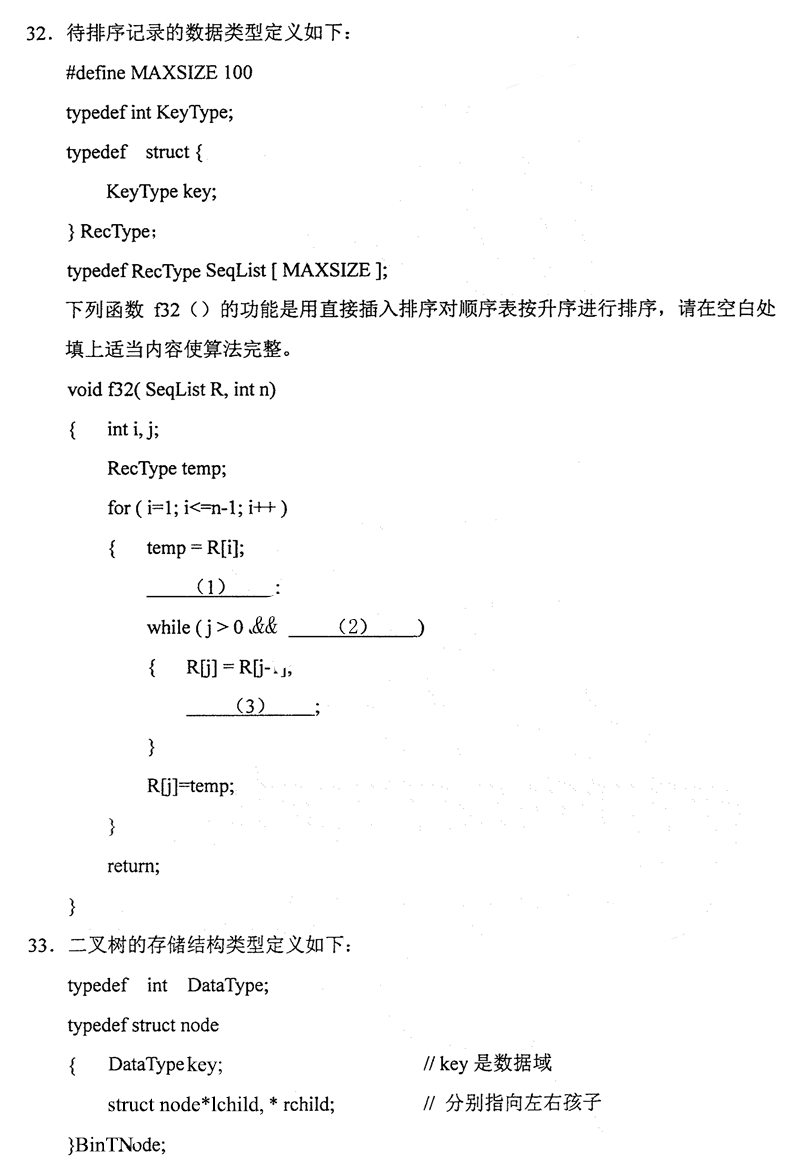 32. 待排序记录的数据类型定义如下：
#define MAXSIZE 100
typedef int KeyType;
typedef struct {
KeyType key;
} RecType;
typedef RecType SeqList [ MAXSIZE ];
下列函数 f32（）的功能是用直接插入排序对顺序表按升序进行排序，请在空白处
填上适当内容使算法完整。
void f32( SeqList R, int n)
{ int i, j;
RecType temp;
for ( i=1; i<=n-1; i++ )
{ temp = R[i];
（1） :
while ( j > 0 && （2） )
{ R[j] = R[j-
（3） ;
}
R[j]=temp;
}
return;
}
33. 二叉树的存储结构类型定义如下：
typedef int DataType;
typedef struct node
{ DataType key; // key 是数据域
struct node*lchild, * rchild; // 分别指向左右孩子
}BinTNode;